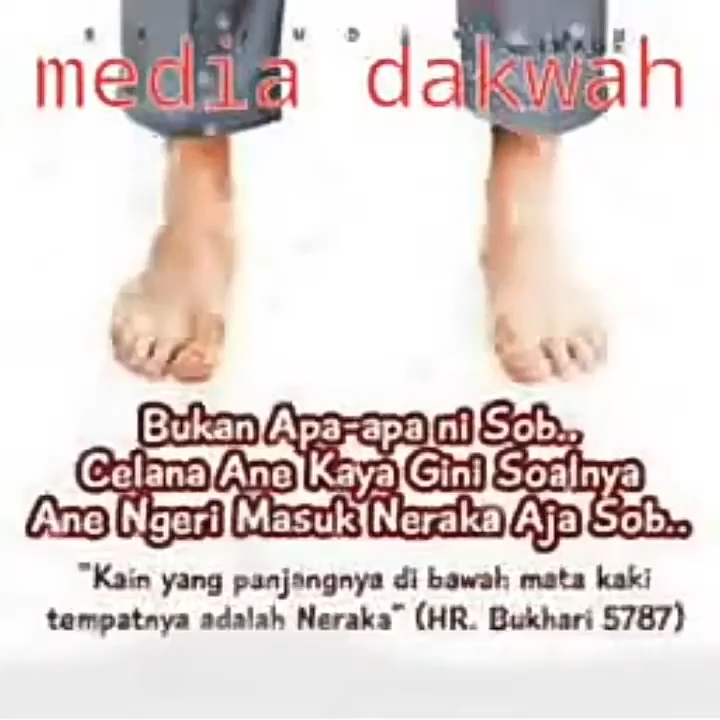 media dakwah
Bukan Apa-apa ni Sob..
Celana Ane Kaya Gini Soalnya
Ane Ngeri Masuk Neraka Aja Sob..
"Kain yang panjangnya di bawah mata kaki
tempatnya adalah Neraka" (HR. Bukhari 5787)